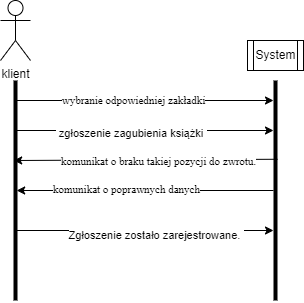 klient
System
wybranie odpowiedniej zakładki
zgłoszenie zagubienia książki
komunikat o braku takiej pozycji do zwrotu.
komunikat o poprawnych danych
Zgłoszenie zostało zarejestrowane.